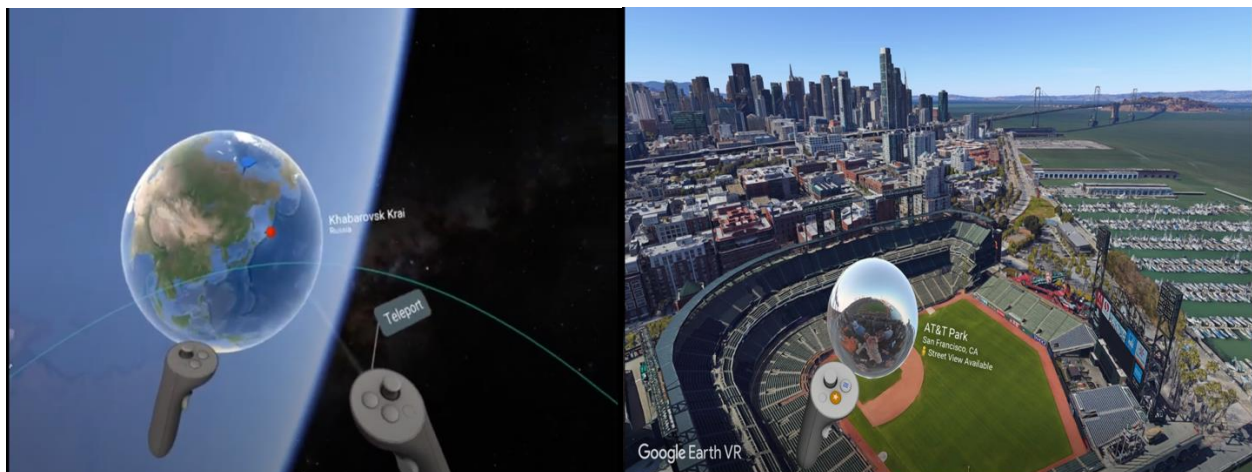 Khabarovsk Krai
Russia
Teleport
AT&T Park
San Francisco, CA
Street View Available
Google Earth VR